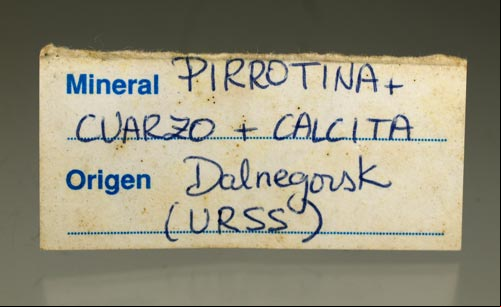 Mineral PIRROTINA +
CUARZO + CALCITA
Origen Dalnegorsk
(URSS)